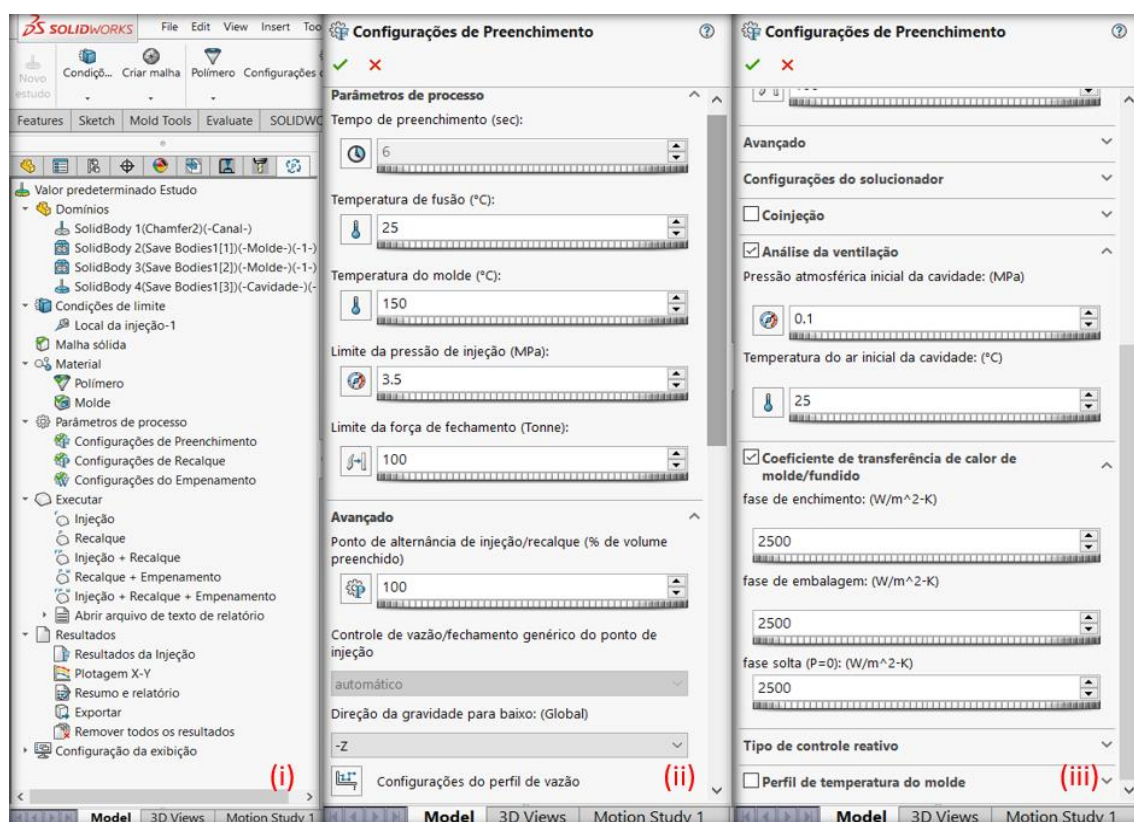 SOLIDWORKS File Edit View Insert Too
Novo estudo
Condiçõ... Criar malha Polímero Configurações
Features Sketch Mold Tools Evaluate SOLIDWO
Valor predeterminado Estudo
Domínios
SolidBody 1(Chamfer2)(-Canal-)
SolidBody 2(Save Bodies1[1])(-Molde-)(-1-)
SolidBody 3(Save Bodies1[2])(-Molde-)(-1-)
SolidBody 4(Save Bodies1[3])(-Cavidade-)(-
Condições de limite
Local da injeção-1
Malha sólida
Material
Polímero
Molde
Parâmetros de processo
Configurações de Preenchimento
Configurações de Recalque
Configurações do Empenamento
Executar
Injeção
Recalque
Injeção + Recalque
Recalque + Empenamento
Injeção + Recalque + Empenamento
Abrir arquivo de texto de relatório
Resultados
Resultados da Injeção
Plotagem X-Y
Resumo e relatório
Exportar
Remover todos os resultados
Configuração da exibição
(i)
Model 3D Views Motion Study 1
Configurações de Preenchimento
Parâmetros de processo
Tempo de preenchimento (sec):
6
Temperatura de fusão (°C):
25
Temperatura do molde (°C):
150
Limite da pressão de injeção (MPa):
3.5
Limite da força de fechamento (Tonne):
100
Avançado
Ponto de alternância de injeção/recalque (% de volume
preenchido)
100
Controle de vazão/fechamento genérico do ponto de
injeção
automático
Direção da gravidade para baixo: (Global)
-Z
Configurações do perfil de vazão
(ii)
Model 3D Views Motion Study 1
Configurações de Preenchimento
Avançado
Configurações do solucionador
Coinjeção
Análise da ventilação
Pressão atmosférica inicial da cavidade: (MPa)
0.1
Temperatura do ar inicial da cavidade: (°C)
25
Coeficiente de transferência de calor de
molde/fundido
fase de enchimento: (W/m^2-K)
2500
fase de embalagem: (W/m^2-K)
2500
fase solta (P=0): (W/m^2-K)
2500
Tipo de controle reativo
Perfil de temperatura do molde
(iii)
Model 3D Views Motion Study 1